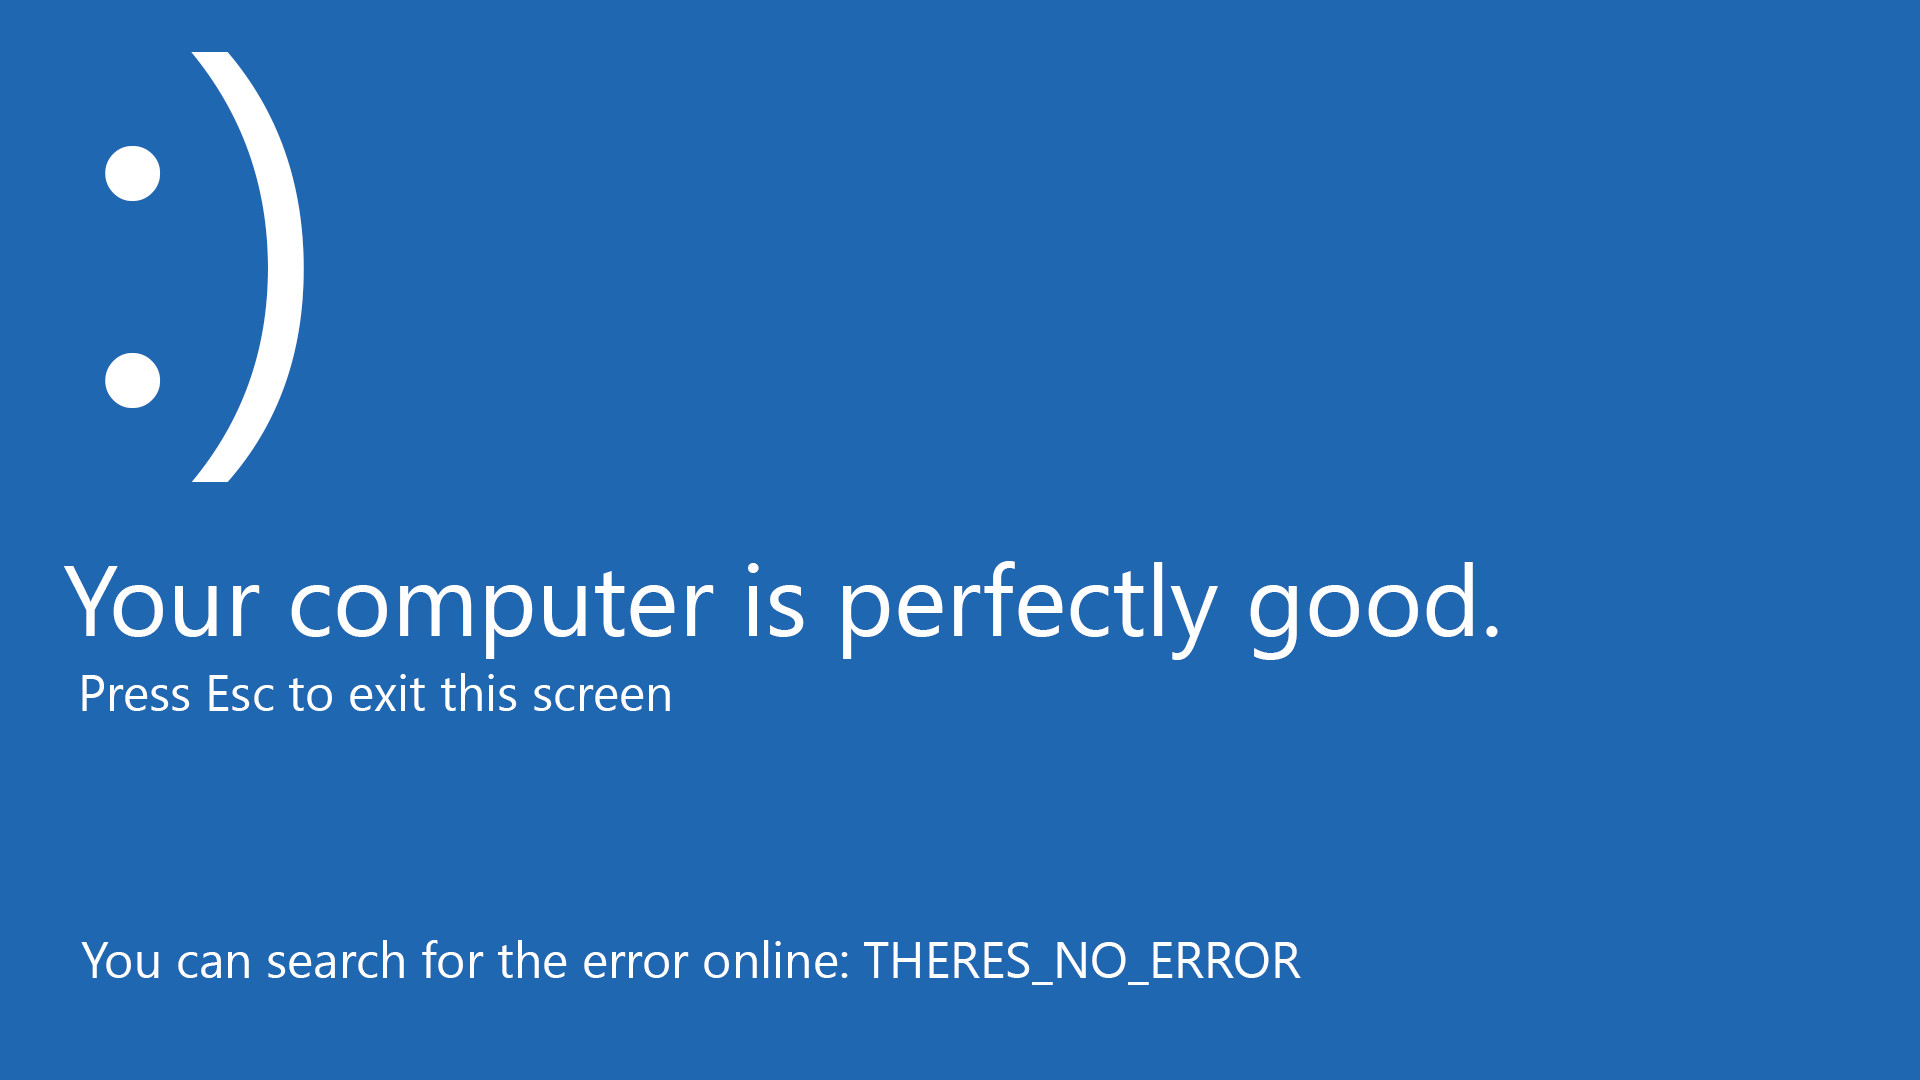 :)
Your computer is perfectly good.
Press Esc to exit this screen
You can search for the error online: THERES_NO_ERROR